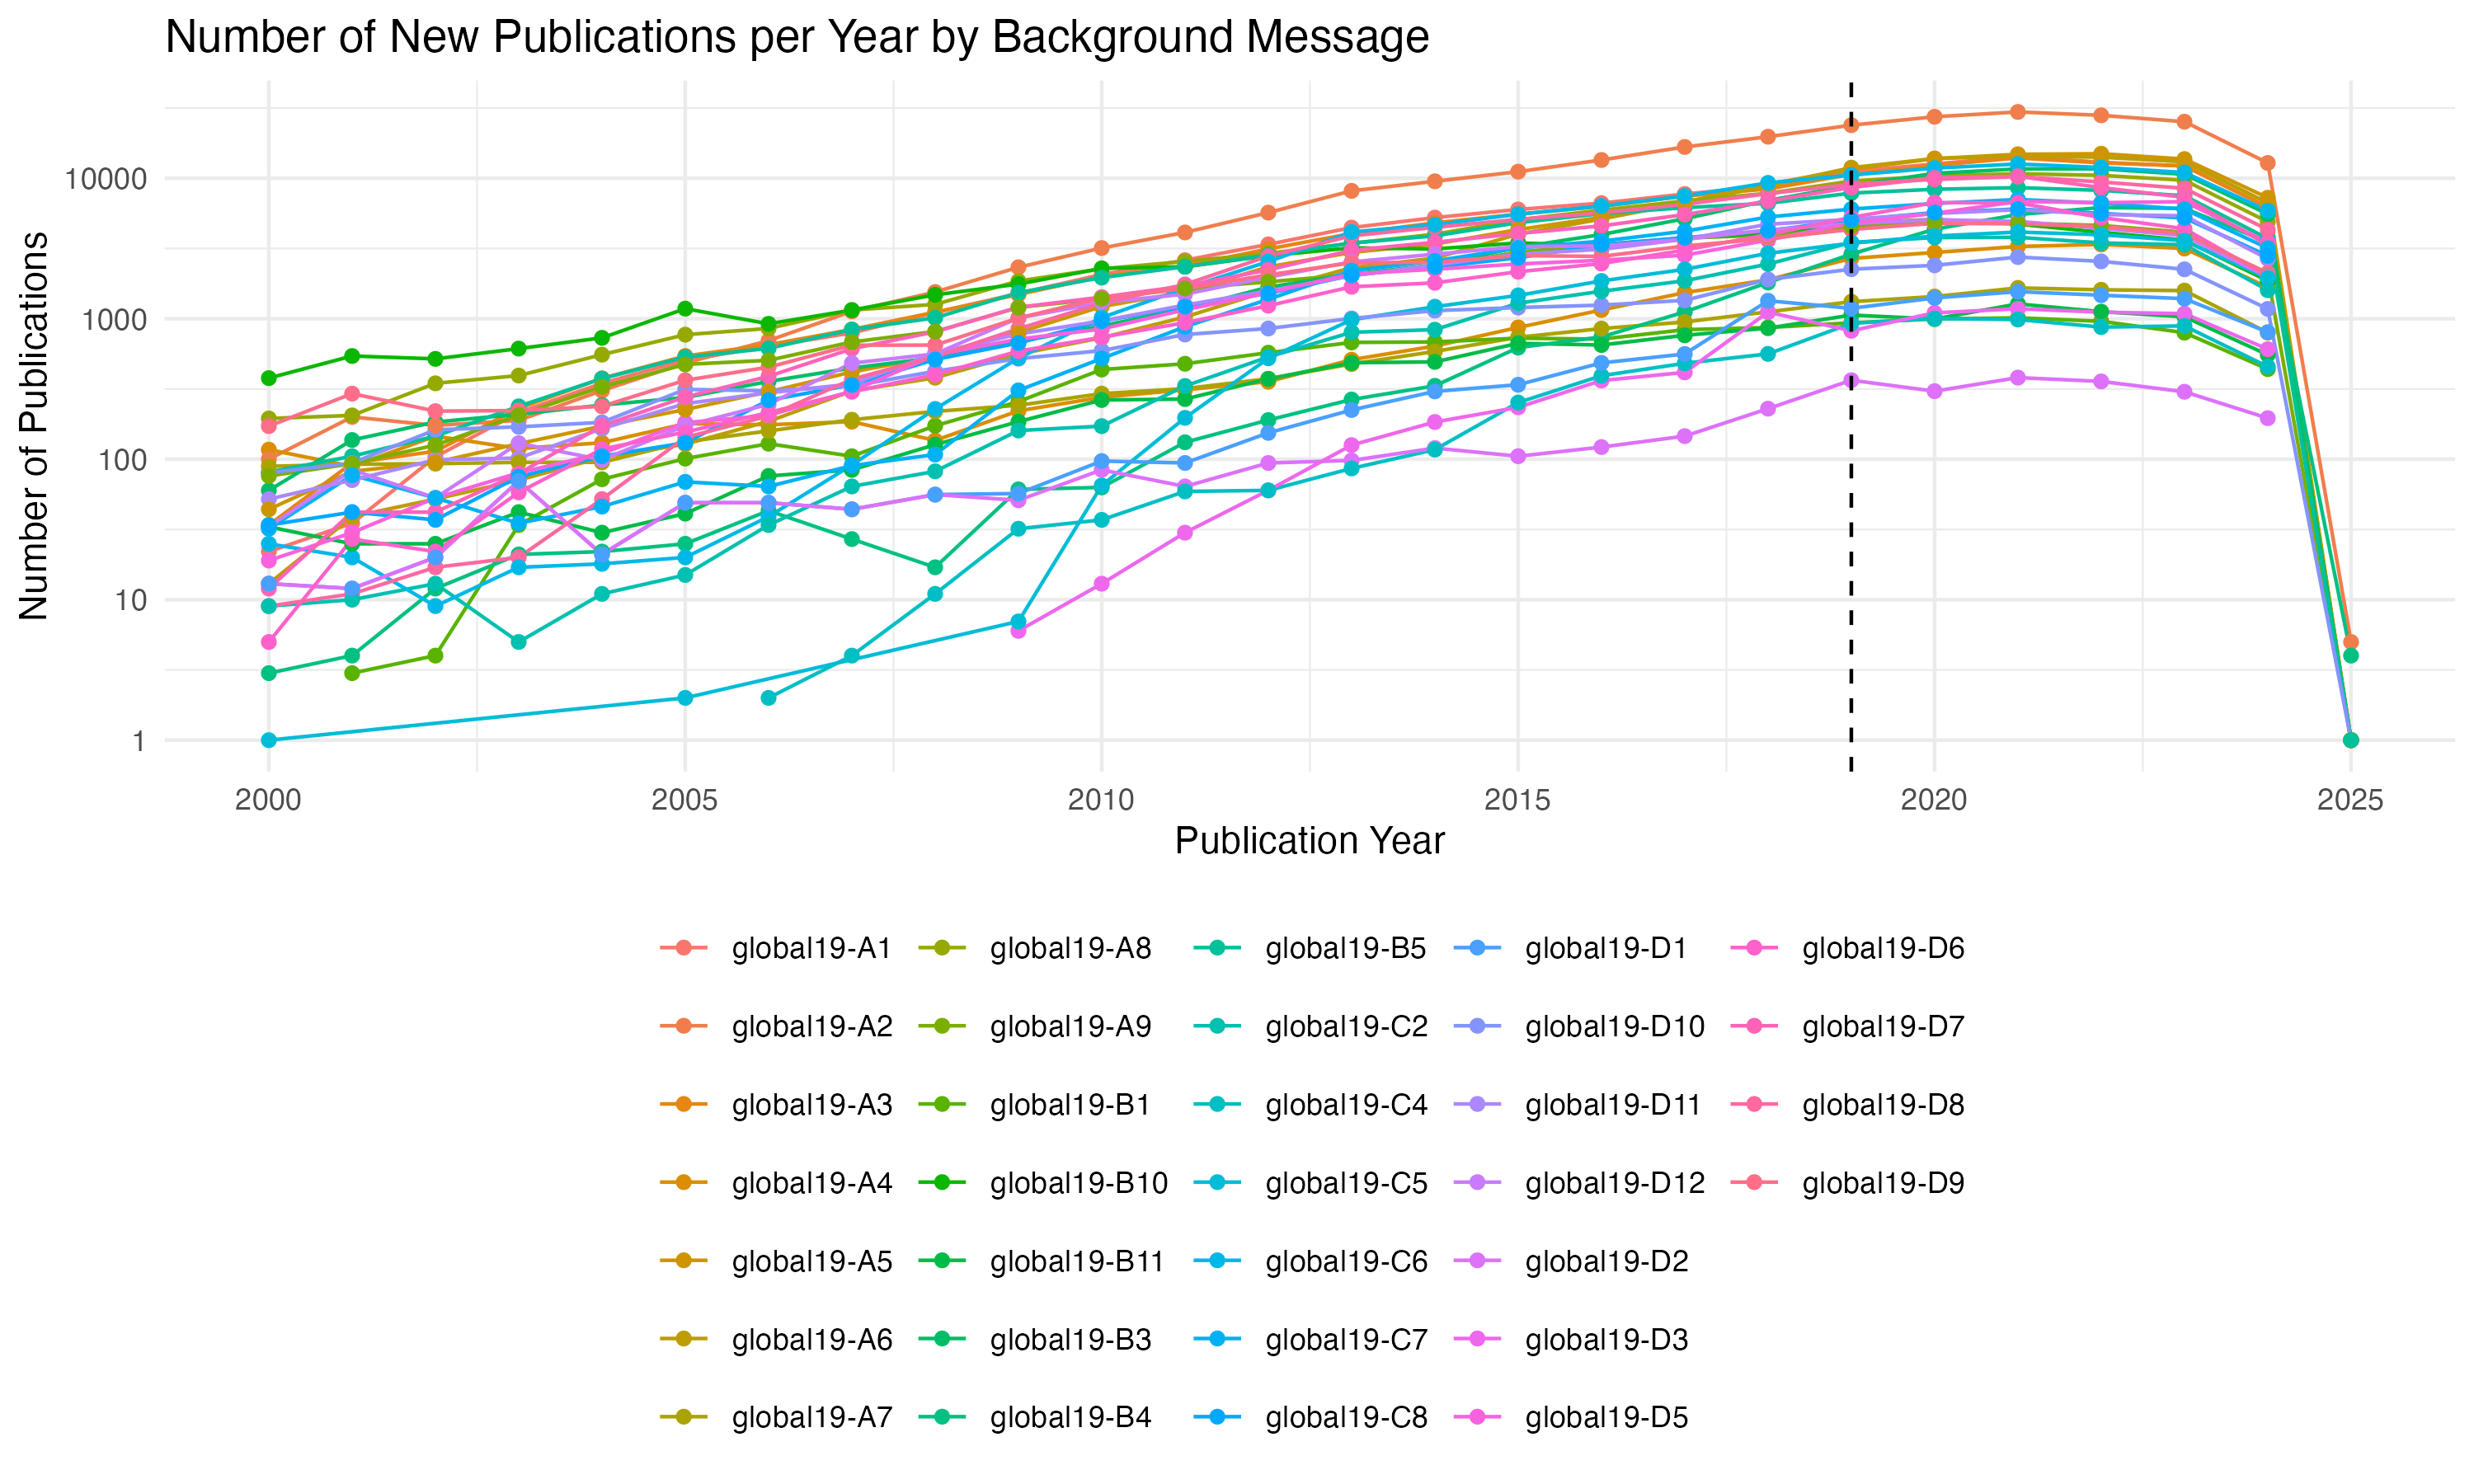 Number of New Publications per Year by Background Message
Number of Publications
10000
1000
100
10
1
2000 2005 2010 2015 2020 2025
Publication Year
global19-A1 global19-A8 global19-B5 global19-D1 global19-D6
global19-A2 global19-A9 global19-C2 global19-D10 global19-D7
global19-A3 global19-B1 global19-C4 global19-D11 global19-D8
global19-A4 global19-B10 global19-C5 global19-D12 global19-D9
global19-A5 global19-B11 global19-C6 global19-D2
global19-A6 global19-B3 global19-C7 global19-D3
global19-A7 global19-B4 global19-C8 global19-D5